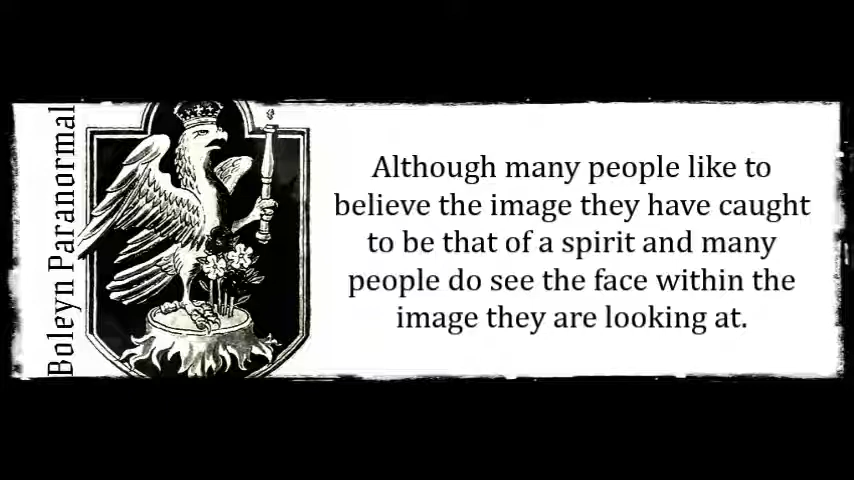 Boleyn Paranormal
Although many people like to
believe the image they have caught
to be that of a spirit and many
people do see the face within the
image they are looking at.